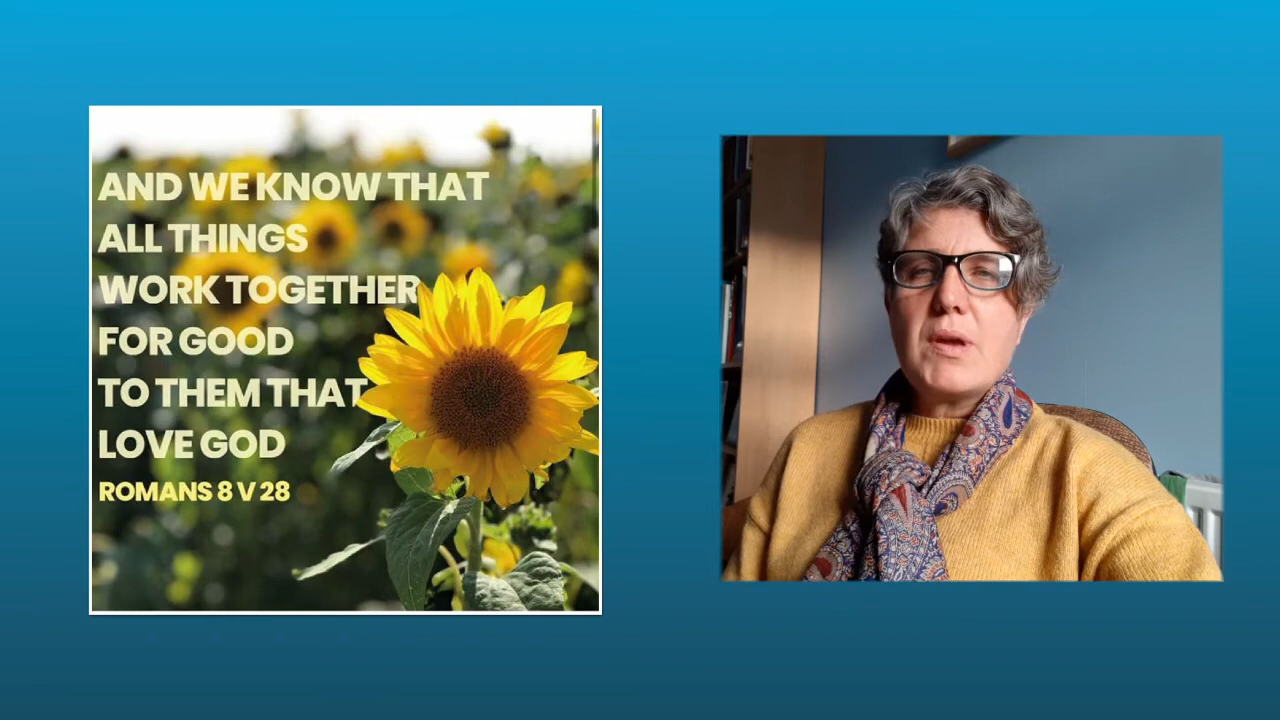 AND WE KNOW THAT
ALL THINGS
WORK TOGETHER
FOR GOOD
TO THEM THAT
LOVE GOD
ROMANS 8 V 28